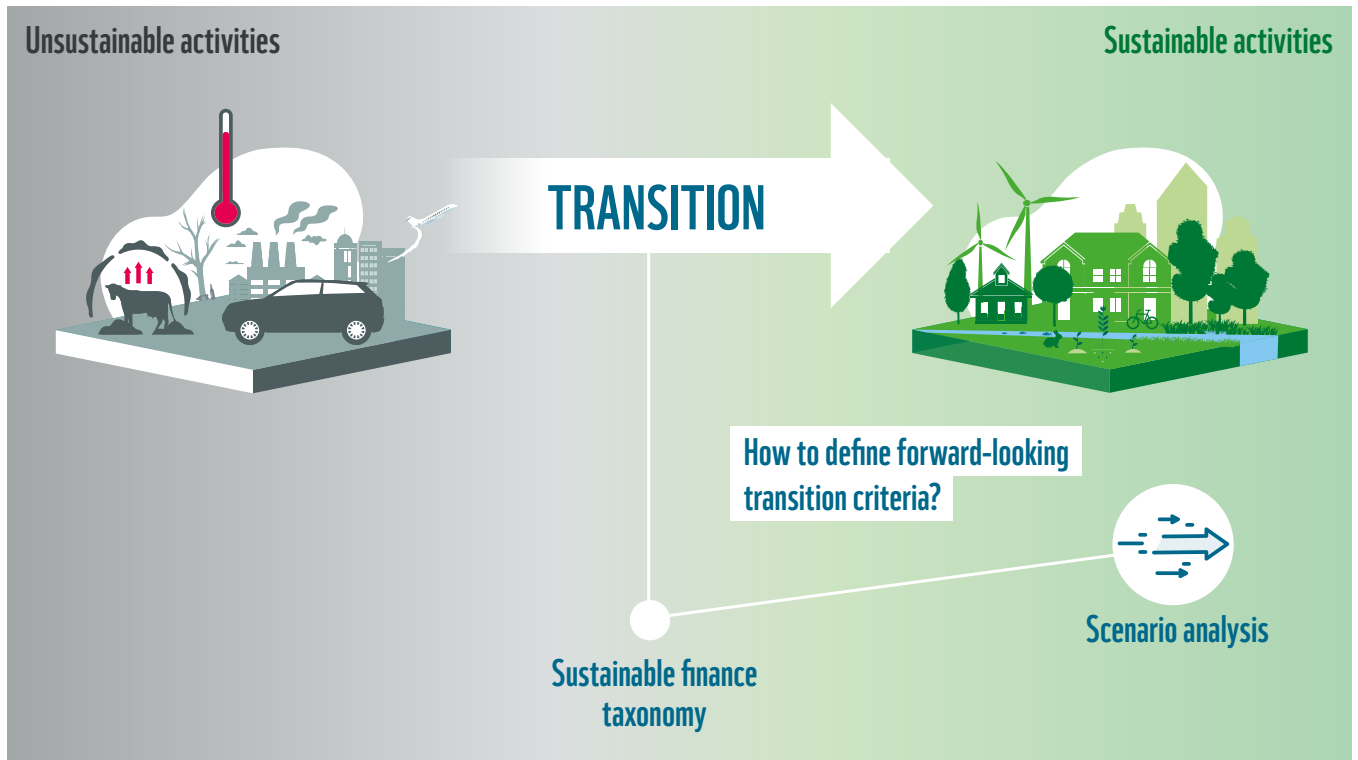 Unsustainable activities
Sustainable activities
TRANSITION
How to define forward-looking
transition criteria?
Scenario analysis
Sustainable finance
taxonomy